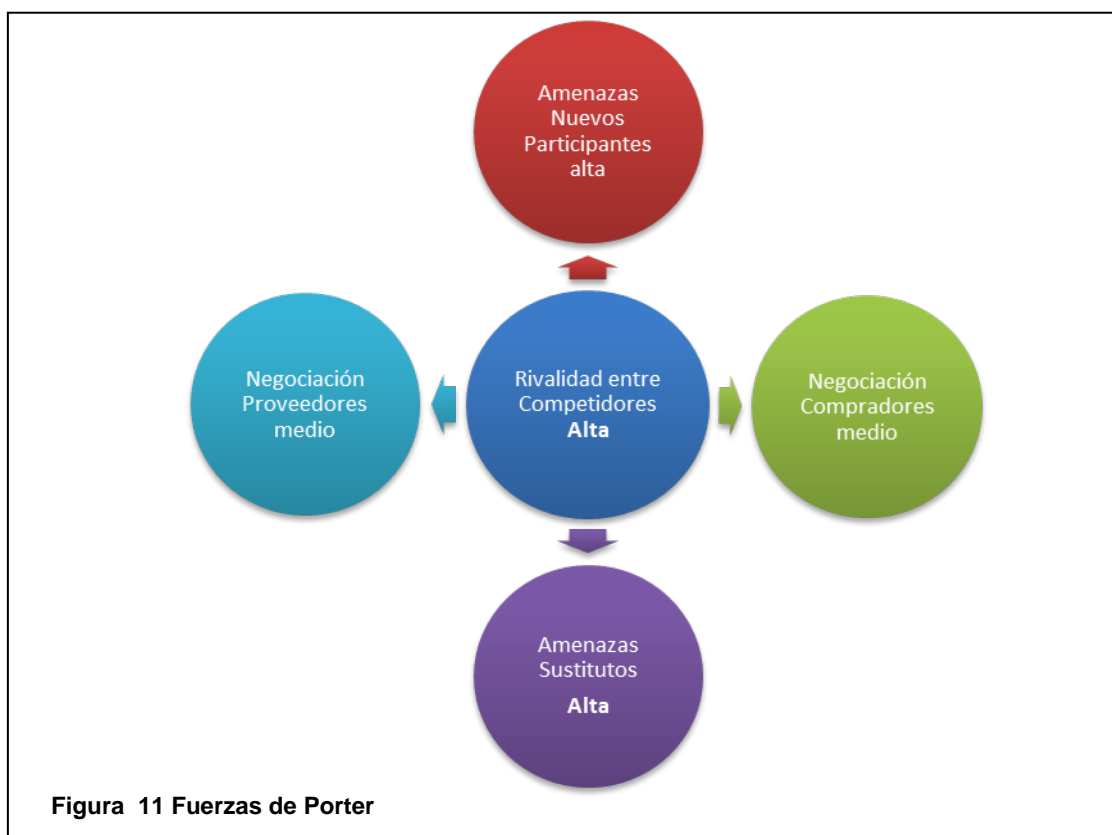 Amenazas
Nuevos
Participantes
alta
Negociación
Proveedores
medio
Rivalidad entre
Competidores
Alta
Negociación
Compradores
medio
Amenazas
Sustitutos
Alta
Figura  11 Fuerzas de Porter